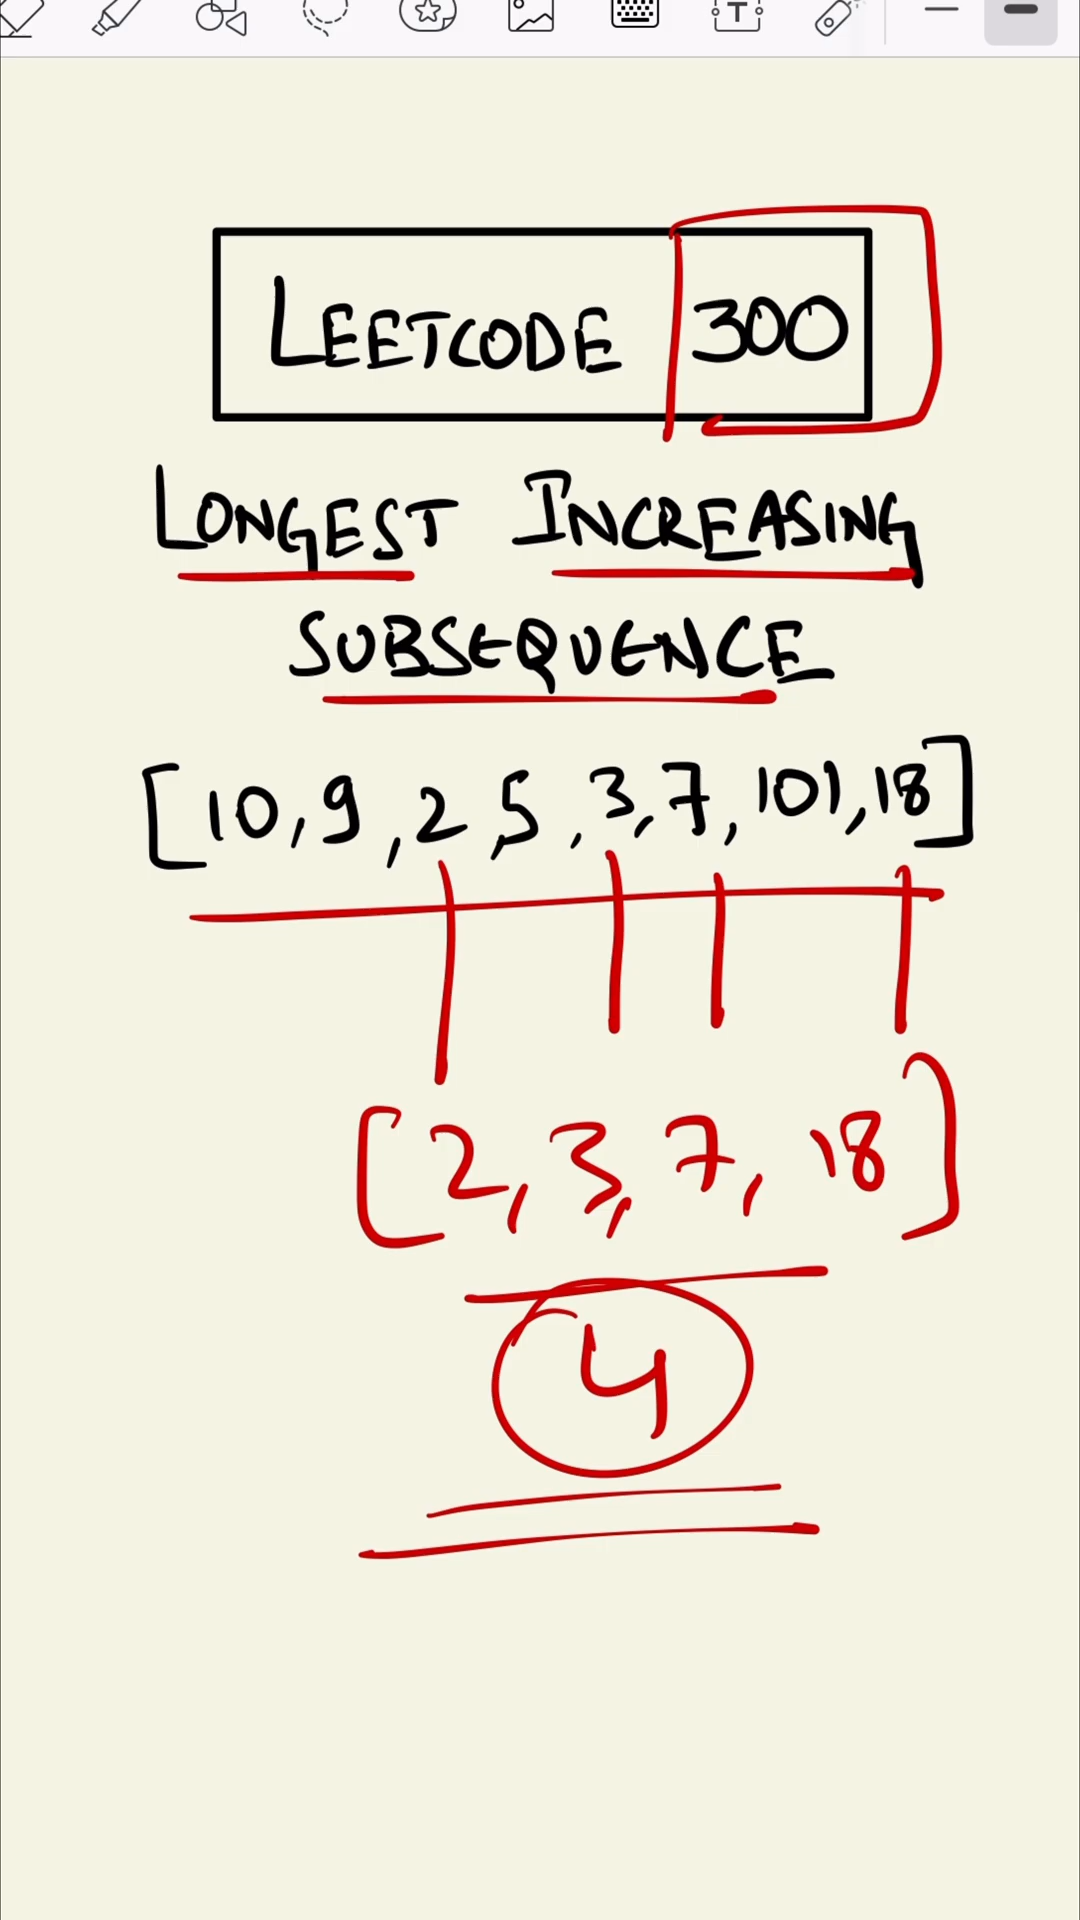 LEETCODE 300
LONGEST INCREASING
SUBSEQUENCE
[10, 9, 2, 5, 3, 7, 101, 18]
[2, 3, 7, 18]
4